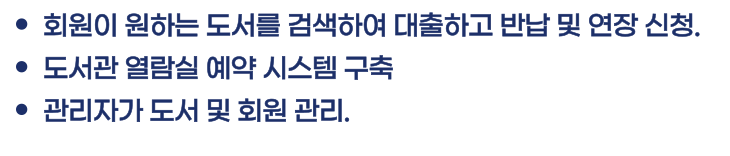 • 회원이 원하는 도서를 검색하여 대출하고 반납 및 연장 신청.
• 도서관 열람실 예약 시스템 구축
• 관리자가 도서 및 회원 관리.